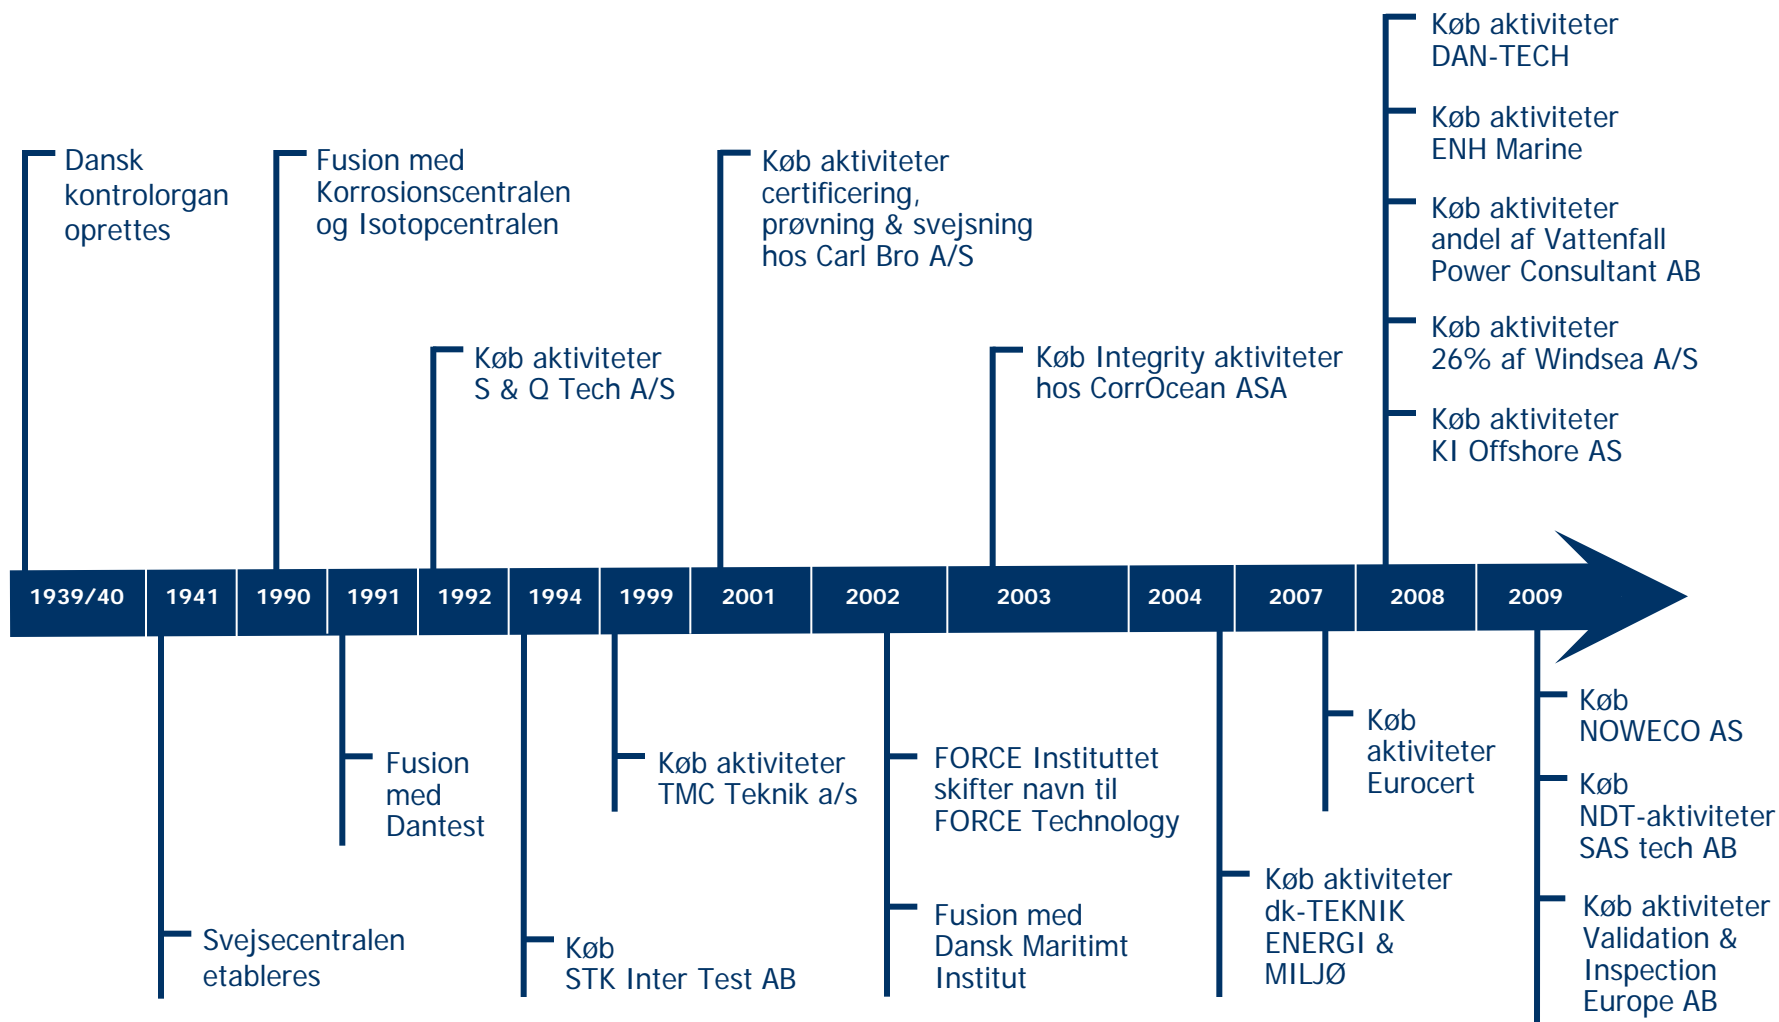 Køb aktiviteter
DAN-TECH
Køb aktiviteter
ENH Marine
Køb aktiviteter
andel af Vattenfall
Power Consultant AB
Køb aktiviteter
26% af Windsea A/S
Køb aktiviteter
KI Offshore AS
Dansk
kontrolorgan
oprettes
Fusion med
Korrosionscentralen
og Isotopcentralen
Køb aktiviteter
S & Q Tech A/S
Køb aktiviteter
certificering,
prøvning & svejsning
hos Carl Bro A/S
Køb Integrity aktiviteter
hos CorrOcean ASA
1939/40
1941
1990
1991
1992
1994
1999
2001
2002
2003
2004
2007
2008
2009
Svejsecentralen
etableres
Fusion
med
Dantest
Køb
STK Inter Test AB
Køb aktiviteter
TMC Teknik a/s
FORCE Instituttet
skifter navn til
FORCE Technology
Fusion med
Dansk Maritimt
Institut
Køb aktiviteter
dk-TEKNIK
ENERGI &
MILJØ
Køb
aktiviteter
Eurocert
Køb
NOWECO AS
Køb
NDT-aktiviteter
SAS tech AB
Køb aktiviteter
Validation &
Inspection
Europe AB